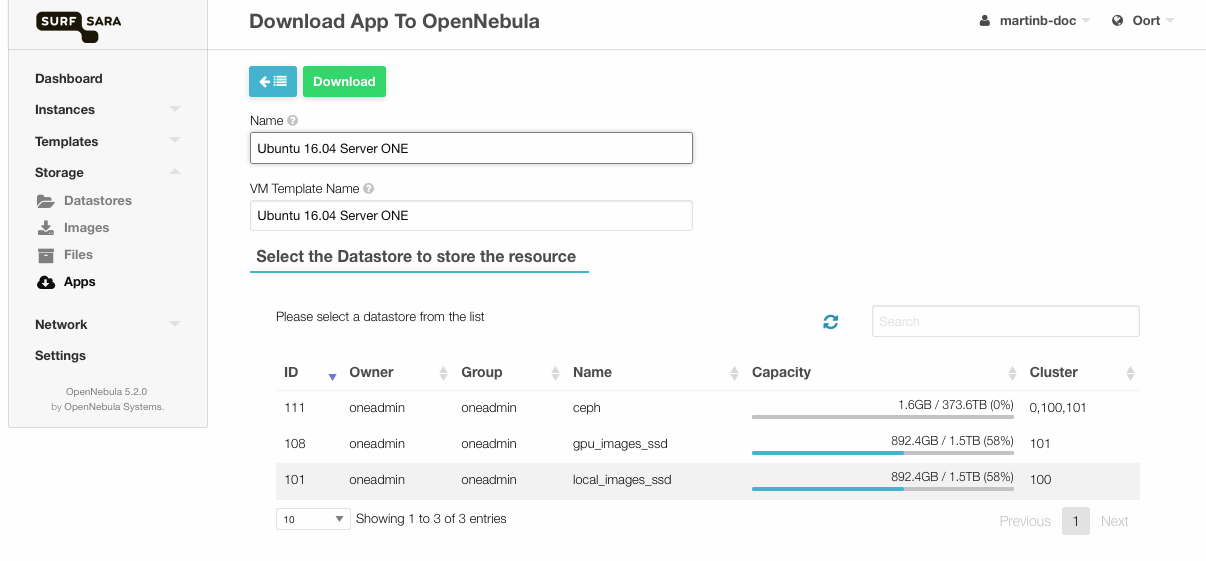 SURF SARA
Download App To OpenNebula
martinb-doc
Oort
Dashboard
Instances
Templates
Storage
Datastores
Images
Files
Apps
Network
Settings
OpenNebula 5.2.0
by OpenNebula Systems.
Download
Name
Ubuntu 16.04 Server ONE
VM Template Name
Ubuntu 16.04 Server ONE
Select the Datastore to store the resource
Please select a datastore from the list
Search
ID Owner Group Name Capacity Cluster
111 oneadmin oneadmin ceph 1.6GB / 373.6TB (0%) 0,100,101
108 oneadmin oneadmin gpu_images_ssd 892.4GB / 1.5TB (58%) 101
101 oneadmin oneadmin local_images_ssd 892.4GB / 1.5TB (58%) 100
10 Showing 1 to 3 of 3 entries
Previous 1 Next